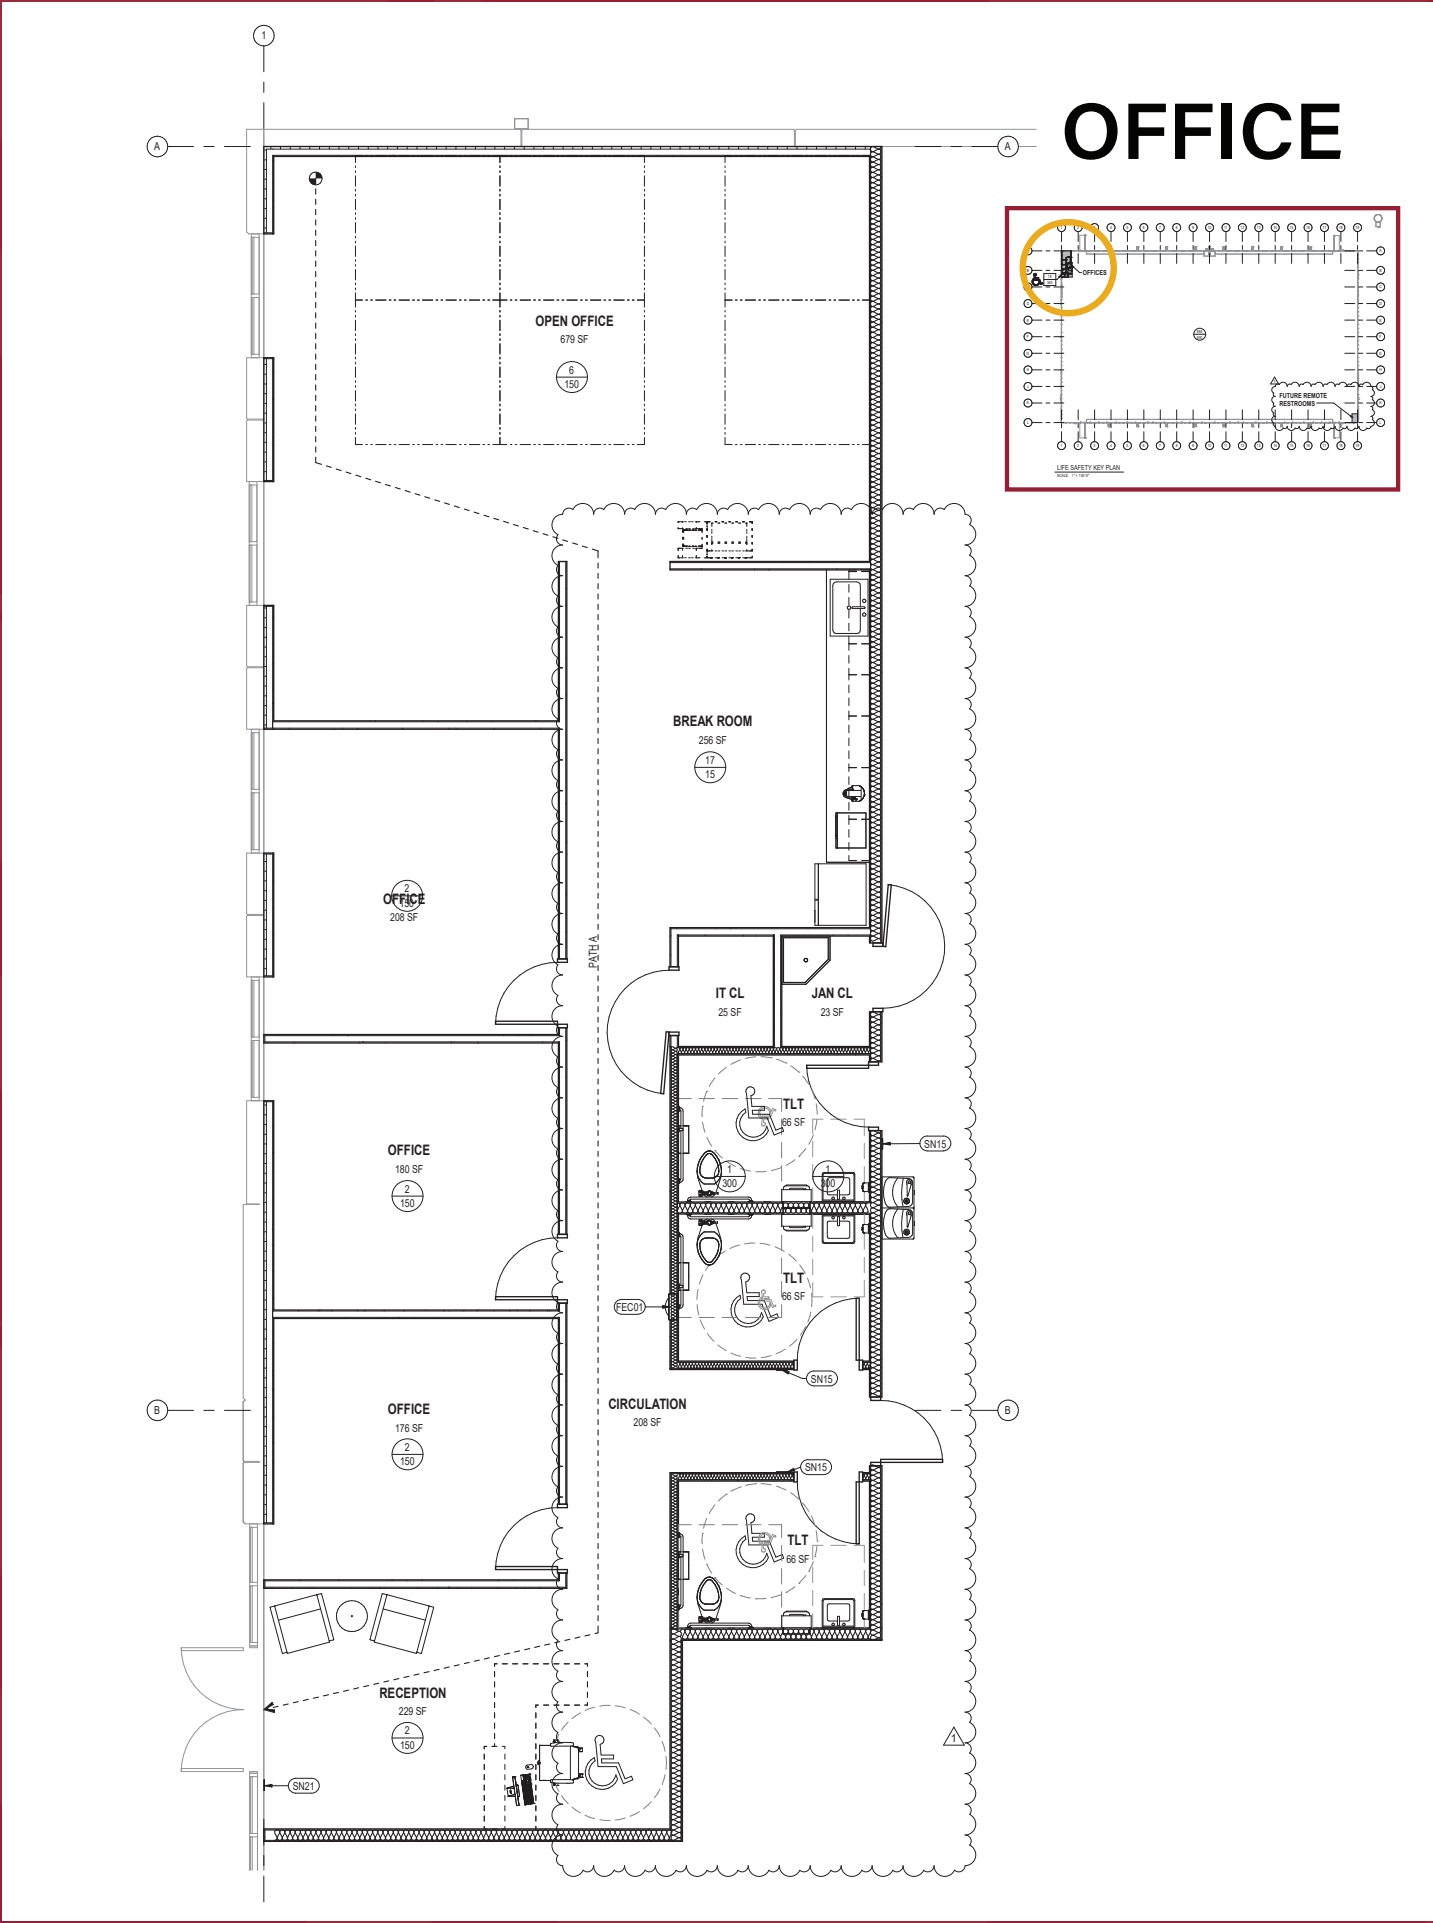 1
OFFICE
A
A
OFFICES
FUTURE REMOTE
RESTROOMS
LIFE SAFETY KEY PLAN
OPEN OFFICE
679 SF
6
150
BREAK ROOM
256 SF
17
15
2
150
OFFICE
208 SF
PATH A
IT CL
25 SF
JAN CL
23 SF
TLT
66 SF
SN15
OFFICE
180 SF
2
150
1
300
1
300
TLT
66 SF
FEC01
SN15
B
CIRCULATION
208 SF
B
OFFICE
176 SF
2
150
SN15
TLT
66 SF
RECEPTION
229 SF
2
150
1
SN21